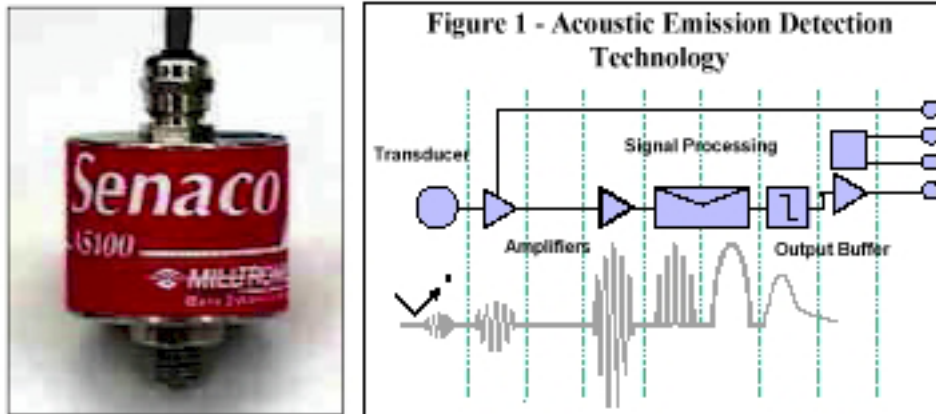 Senaco
AS100
MILLTRONICS
Figure 1 - Acoustic Emission Detection
Technology
Transducer
Signal Processing
Amplifiers
Output Buffer